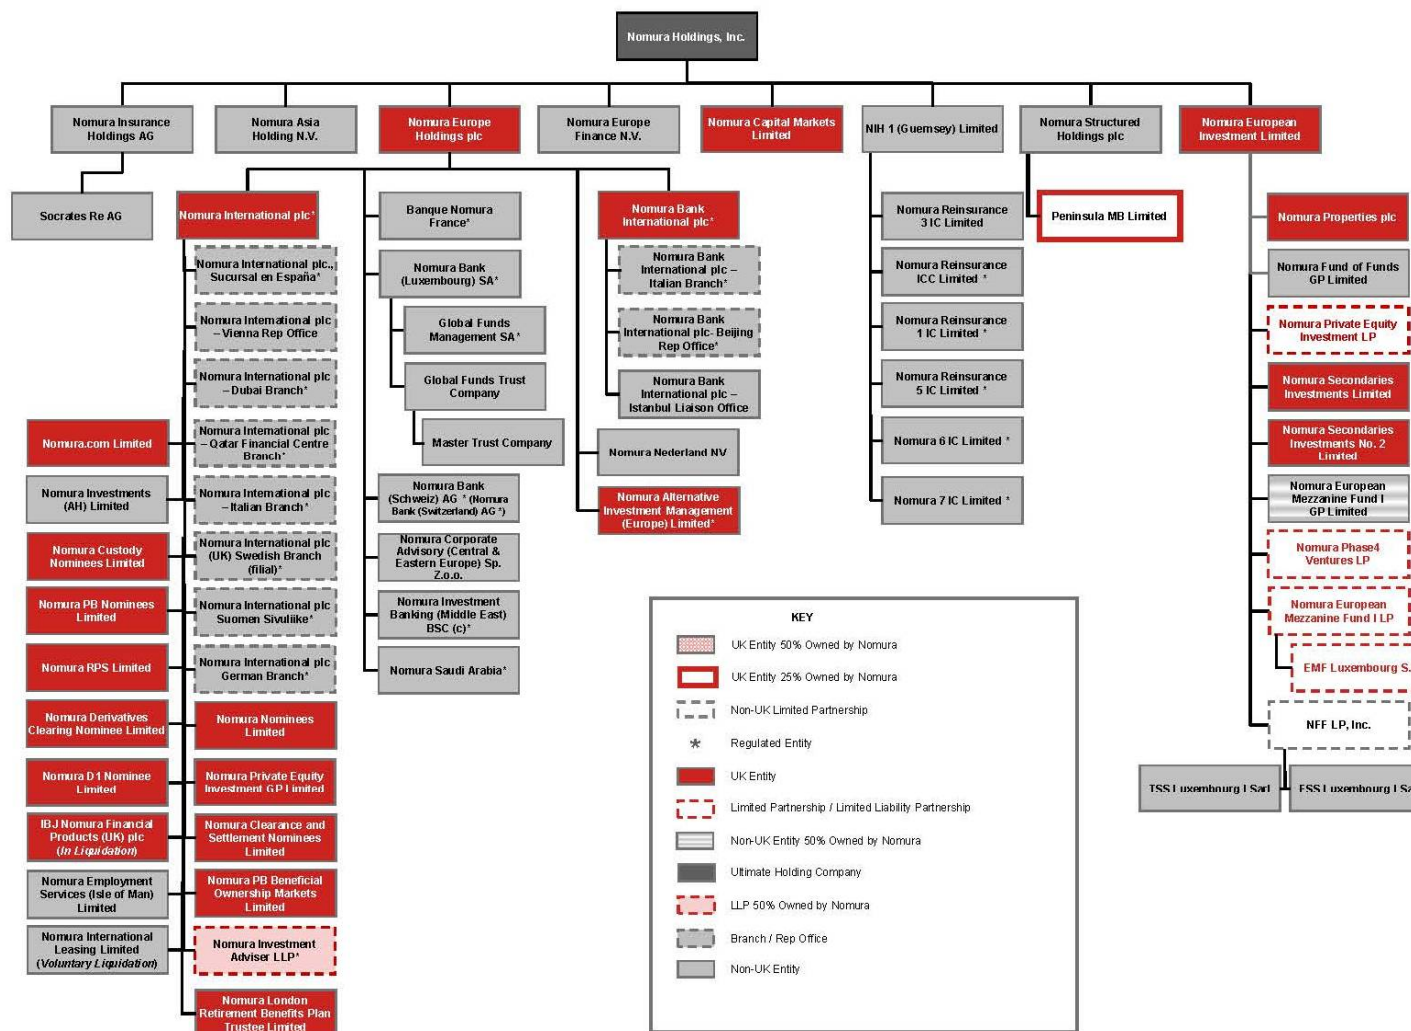 Nomura Holdings, Inc.
Nomura Insurance
Holdings AG
Nomura Asia
Holding N.V.
Nomura Europe
Holdings plc
Nomura Europe
Finance N.V.
Nomura Capital Markets
Limited
NIH 1 (Guernsey) Limited
Nomura Structured
Holdings plc
Nomura European
Investment Limited
Socrates Re AG
Nomura International plc*
Nomura International plc.,
Sucursal en España*
Nomura International plc
– Vienna Rep Office
Nomura International plc
– Dubai Branch*
Nomura.com Limited
Nomura International plc
– Qatar Financial Centre
Branch*
Nomura Investments
(AH) Limited
Nomura International plc
– Italian Branch*
Nomura Custody
Nominees Limited
Nomura International plc
(UK) Swedish Branch
(filial)*
Nomura PB Nominees
Limited
Nomura International plc
Suomen Sivuliike*
Nomura RPS Limited
Nomura International plc
German Branch*
Nomura Derivatives
Clearing Nominee Limited
Nomura Nominees
Limited
Nomura D1 Nominee
Limited
Nomura Private Equity
Investment GP Limited
IBJ Nomura Financial
Products (UK) plc
(In Liquidation)
Nomura Clearance and
Settlement Nominees
Limited
Nomura Employment
Services (Isle of Man)
Limited
Nomura PB Beneficial
Ownership Markets
Limited
Nomura International
Leasing Limited
(Voluntary Liquidation)
Nomura Investment
Adviser LLP*
Nomura London
Retirement Benefits Plan
Trustee Limited
Banque Nomura
France*
Nomura Bank
(Luxembourg) SA*
Global Funds
Management SA*
Global Funds Trust
Company
Master Trust Company
Nomura Bank
(Schweiz) AG * (Nomura
Bank (Switzerland) AG *)
Nomura Corporate
Advisory (Central &
Eastern Europe) Sp.
Z.o.o.
Nomura Investment
Banking (Middle East)
BSC (c)*
Nomura Saudi Arabia*
Nomura Bank
International plc*
Nomura Bank
International plc –
Italian Branch*
Nomura Bank
International plc- Beijing
Rep Office*
Nomura Bank
International plc –
Istanbul Liaison Office
Nomura Nederland NV
Nomura Alternative
Investment Management
(Europe) Limited*
Nomura Reinsurance
3 IC Limited
Nomura Reinsurance
ICC Limited *
Nomura Reinsurance
1 IC Limited *
Nomura Reinsurance
5 IC Limited *
Nomura 6 IC Limited *
Nomura 7 IC Limited *
Peninsula MB Limited
Nomura Properties plc
Nomura Fund of Funds
GP Limited
Nomura Private Equity
Investment LP
Nomura Secondaries
Investments Limited
Nomura Secondaries
Investments No. 2
Limited
Nomura European
Mezzanine Fund I
GP Limited
Nomura Phase4
Ventures LP
Nomura European
Mezzanine Fund I LP
EMF Luxembourg S.
NFF LP, Inc.
TSS Luxembourg I Sarl
FSS Luxembourg I Sa
KEY
UK Entity 50% Owned by Nomura
UK Entity 25% Owned by Nomura
Non-UK Limited Partnership
* Regulated Entity
UK Entity
Limited Partnership / Limited Liability Partnership
Non-UK Entity 50% Owned by Nomura
Ultimate Holding Company
LLP 50% Owned by Nomura
Branch / Rep Office
Non-UK Entity